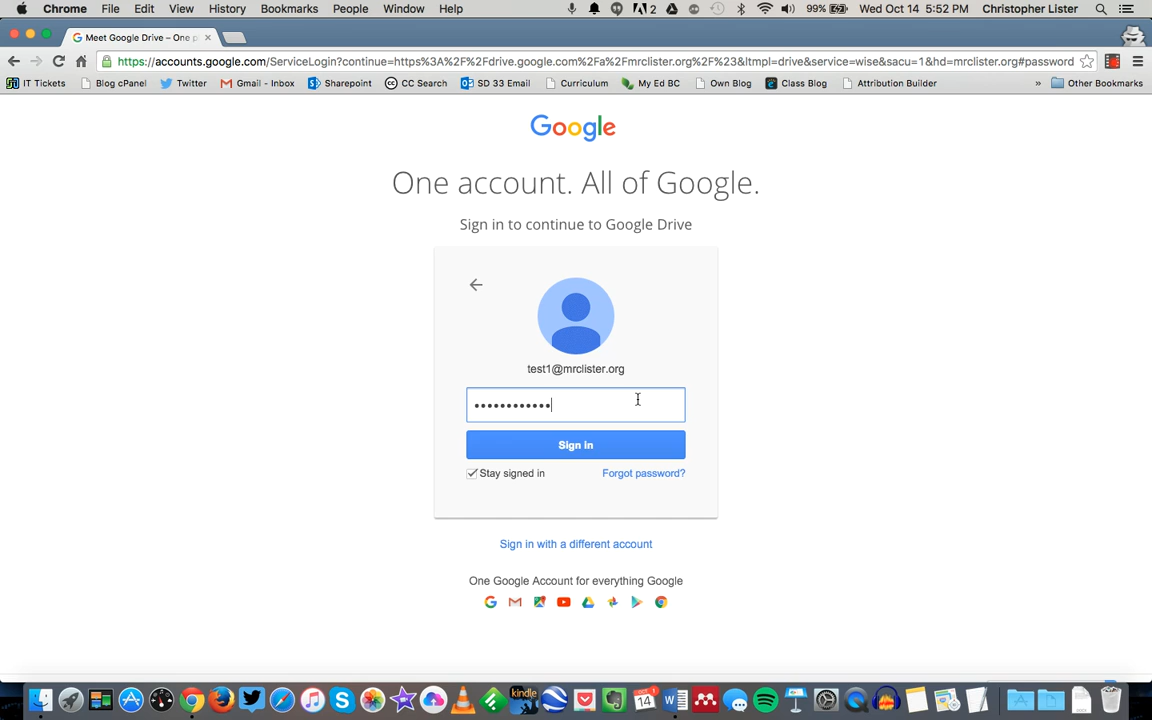 Chrome File Edit View History Bookmarks People Window Help 2 99% Wed Oct 14 5:52 PM Christopher Lister
Meet Google Drive – One p
https://accounts.google.com/ServiceLogin?continue=https%3A%2F%2Fdrive.google.com%2Fa%2Fmrclister.org%2F%23&ltmpl=drive&service=wise&sacu=1&hd=mrclister.org#password
IT Tickets Blog cPanel Twitter Gmail - Inbox Sharepoint CC Search SD 33 Email Curriculum My Ed BC Own Blog Class Blog Attribution Builder » Other Bookmarks
Google
One account. All of Google.
Sign in to continue to Google Drive
test1@mrclister.org
••••••••••••
Sign in
Stay signed in Forgot password?
Sign in with a different account
One Google Account for everything Google
kindle 14